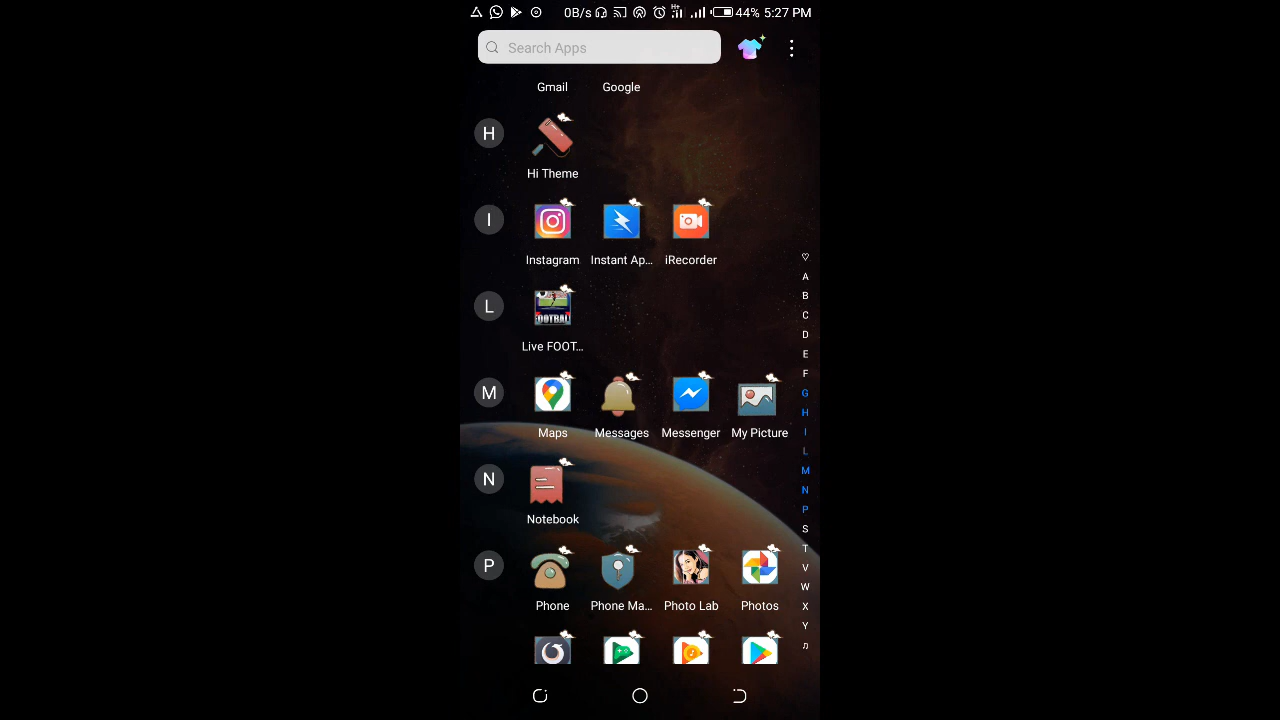 0B/s H+ 44% 5:27 PM
Search Apps
Gmail Google
H
Hi Theme
I
Instagram Instant Ap... iRecorder
L
Live FOOT...
M
Maps Messages Messenger My Picture
N
Notebook
P
Phone Phone Ma... Photo Lab Photos
A
B
C
D
E
F
G
H
I
L
M
N
P
S
T
V
W
X
Y